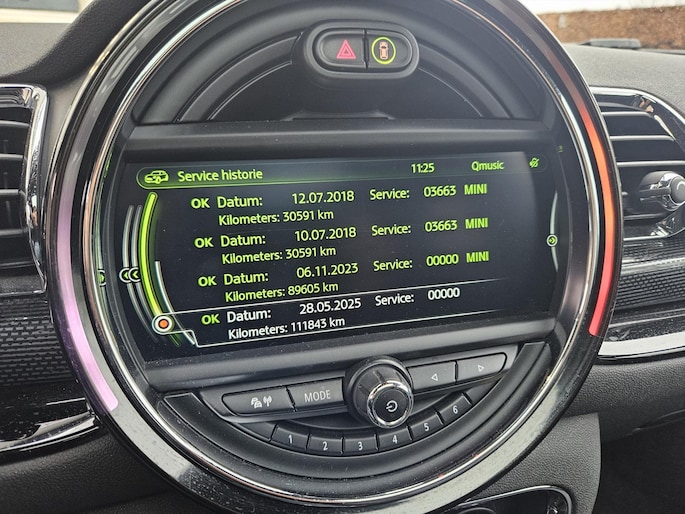 Service historie 11:25 Qmusic
OK Datum: 12.07.2018 Service: 03663 MINI
Kilometers: 30591 km
OK Datum: 10.07.2018 Service: 03663 MINI
Kilometers: 30591 km
OK Datum: 06.11.2023 Service: 00000 MINI
Kilometers: 89605 km
OK Datum: 28.05.2025 Service: 00000
Kilometers: 111843 km
MODE
1 2 3 4 5 6